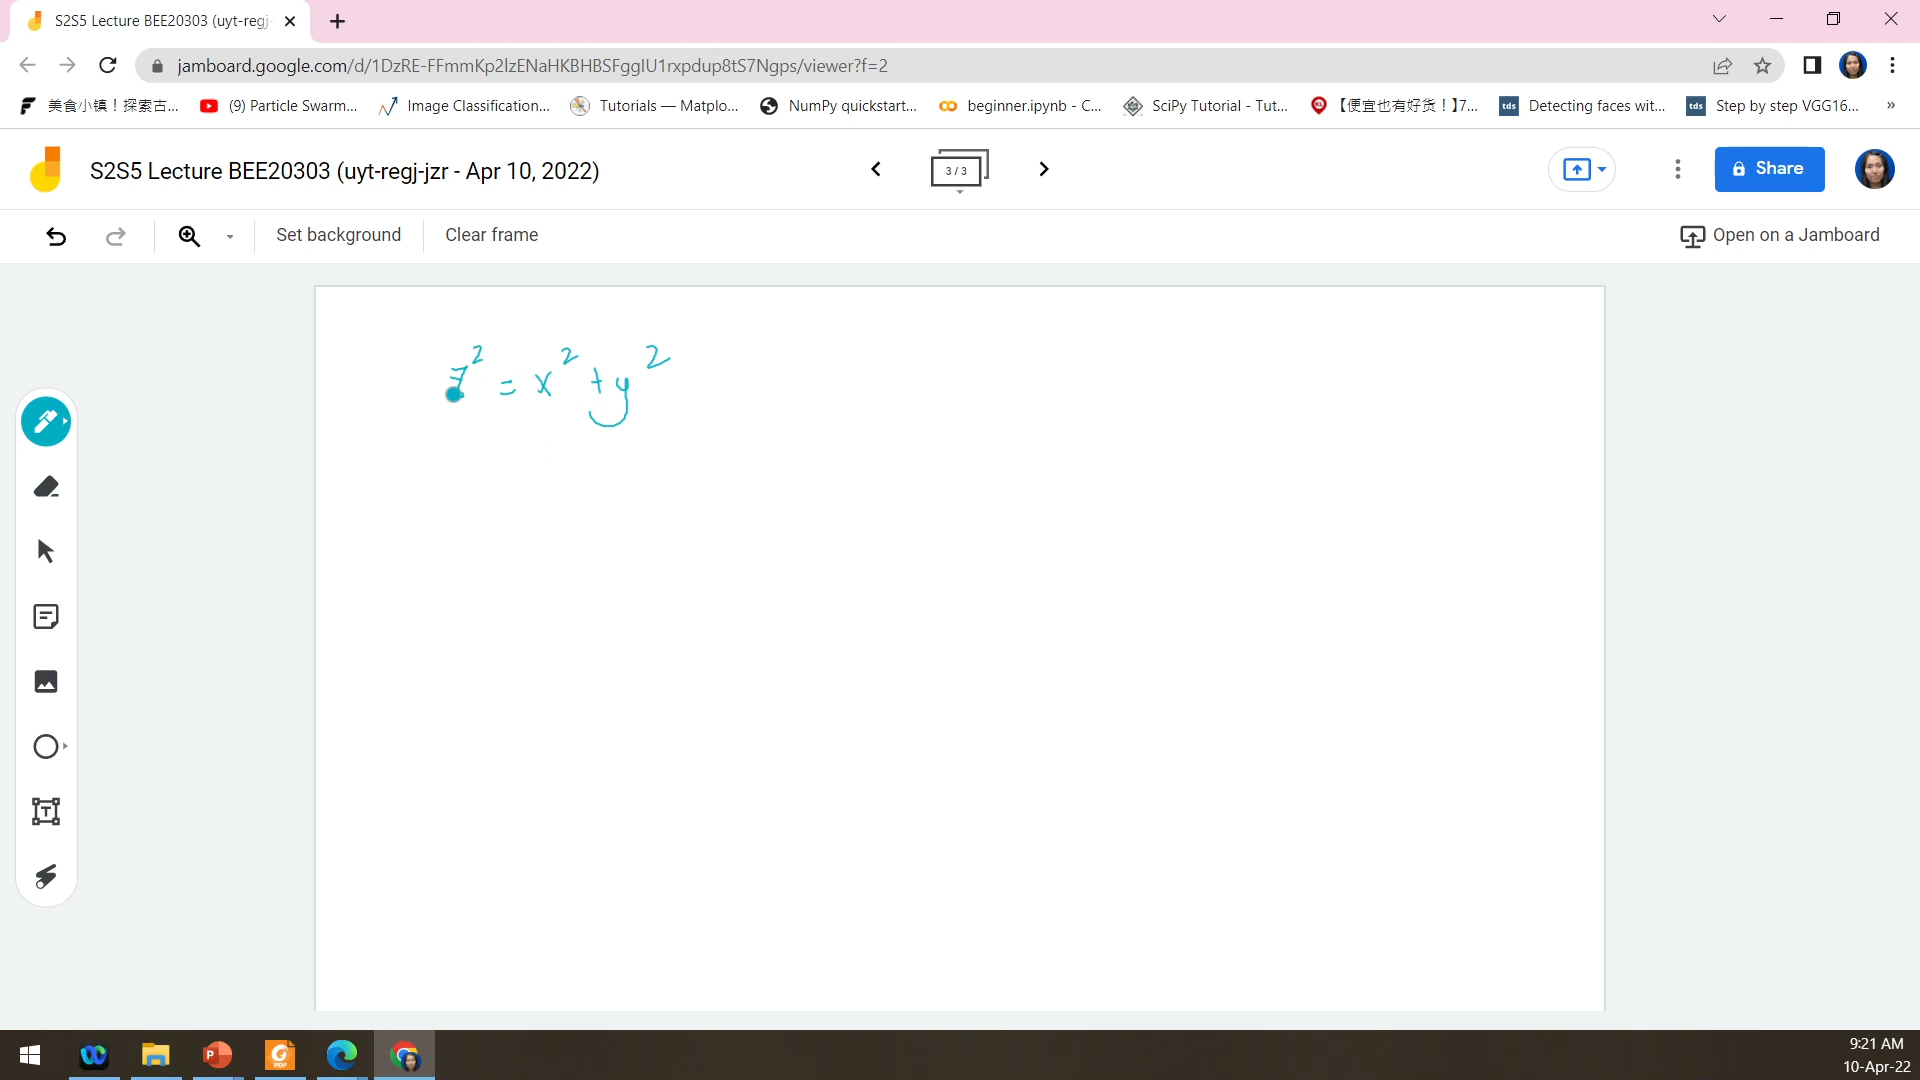 S2S5 Lecture BEE20303 (uyt-regj-
jamboard.google.com/d/1DzRE-FFmmKp2lzENaHKBHBSFggIU1rxpdup8tS7Ngps/viewer?f=2
美食小镇！探索古... (9) Particle Swarm... Image Classification... Tutorials — Matplo... NumPy quickstart... beginner.ipynb - C... SciPy Tutorial - Tut... 【便宜也有好货！】7... tds Detecting faces wit... tds Step by step VGG16... »
S2S5 Lecture BEE20303 (uyt-regj-jzr - Apr 10, 2022) 3 / 3 Share
Set background Clear frame Open on a Jamboard
z² = x² + y²
9:21 AM
10-Apr-22